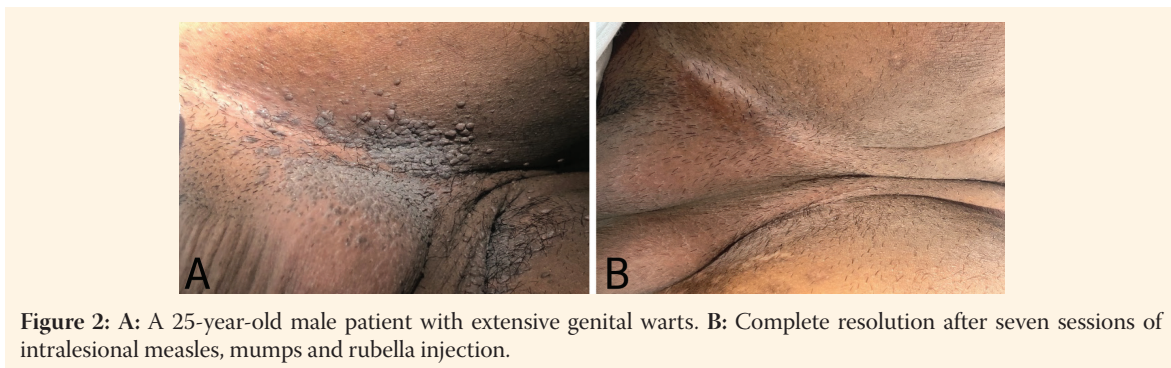 A
B
Figure 2: A: A 25-year-old male patient with extensive genital warts. B: Complete resolution after seven sessions of
intralesional measles, mumps and rubella injection.